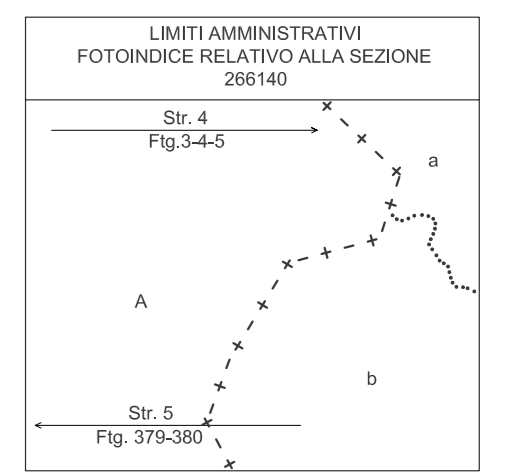 LIMITI AMMINISTRATIVI
FOTOINDICE RELATIVO ALLA SEZIONE
266140
Str. 4
Ftg.3-4-5
a
A
b
Str. 5
Ftg. 379-380